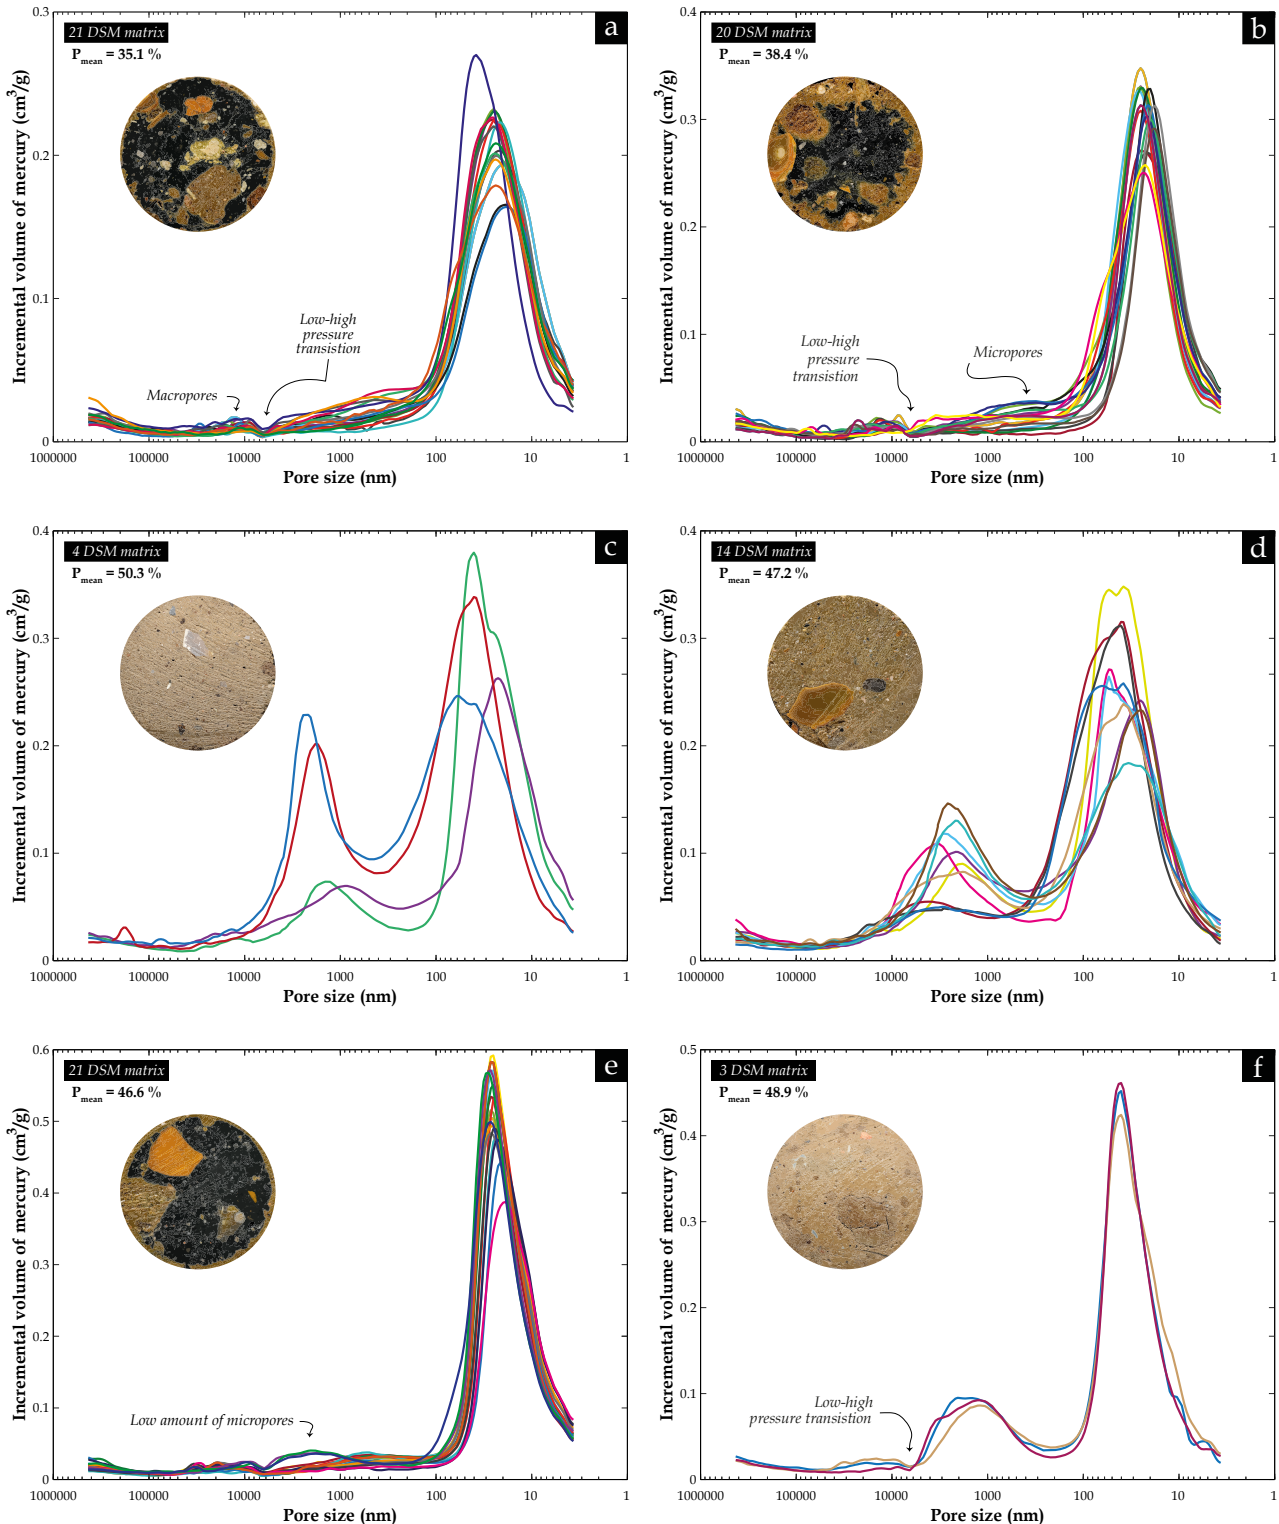 21 DSM matrix
P_mean = 35.1 %
a
0.3
0.2
0.1
0
Incremental volume of mercury (cm³/g)
Low-high
pressure
transistion
Macropores
1000000 100000 10000 1000 100 10 1
Pore size (nm)
20 DSM matrix
P_mean = 38.4 %
b
0.4
0.3
0.2
0.1
0
Incremental volume of mercury (cm³/g)
Low-high
pressure
transistion
Micropores
1000000 100000 10000 1000 100 10 1
Pore size (nm)
4 DSM matrix
P_mean = 50.3 %
c
0.4
0.3
0.2
0.1
0
Incremental volume of mercury (cm³/g)
1000000 100000 10000 1000 100 10 1
Pore size (nm)
14 DSM matrix
P_mean = 47.2 %
d
0.4
0.3
0.2
0.1
0
Incremental volume of mercury (cm³/g)
1000000 100000 10000 1000 100 10 1
Pore size (nm)
21 DSM matrix
P_mean = 46.6 %
e
0.6
0.5
0.4
0.3
0.2
0.1
0
Incremental volume of mercury (cm³/g)
Low amount of micropores
1000000 100000 10000 1000 100 10 1
Pore size (nm)
3 DSM matrix
P_mean = 48.9 %
f
0.5
0.4
0.3
0.2
0.1
0
Incremental volume of mercury (cm³/g)
Low-high
pressure transistion
1000000 100000 10000 1000 100 10 1
Pore size (nm)